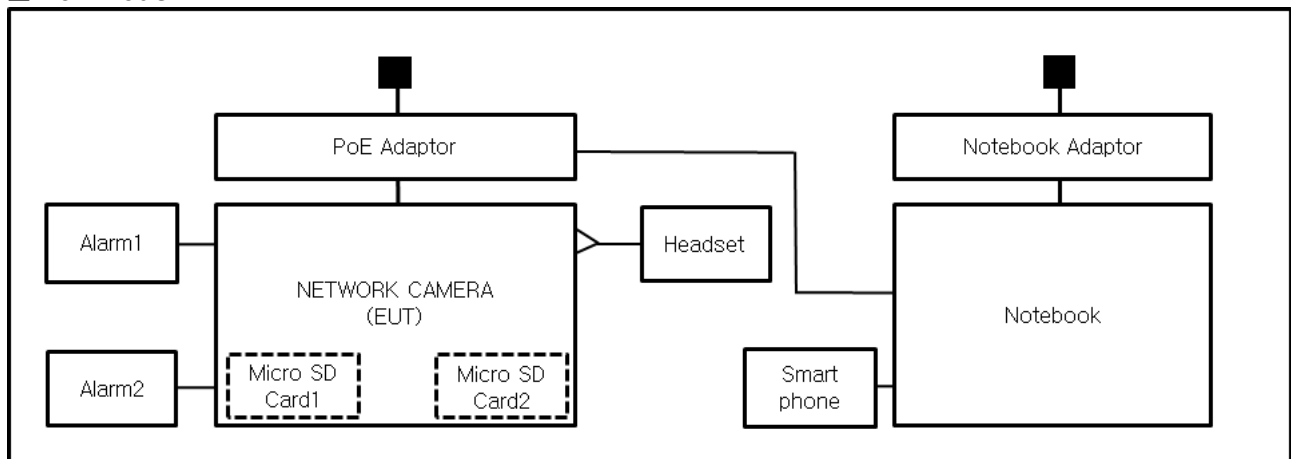 PoE Adaptor
Notebook Adaptor
Alarm1
Headset
NETWORK CAMERA
(EUT)
Notebook
Alarm2
Micro SD
Card1
Micro SD
Card2
Smart
phone